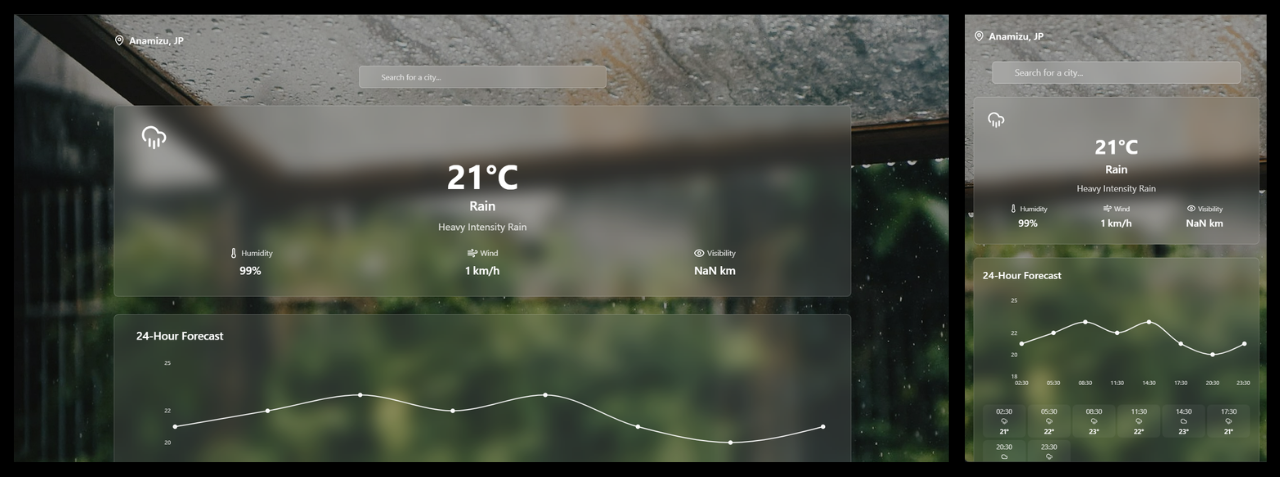 Anamizu, JP
Search for a city...
21°C
Rain
Heavy Intensity Rain
Humidity Wind Visibility
99% 1 km/h NaN km
24-Hour Forecast
25
22
20
Anamizu, JP
Search for a city...
21°C
Rain
Heavy Intensity Rain
Humidity Wind Visibility
99% 1 km/h NaN km
24-Hour Forecast
25
22
20
18
02:30 05:30 08:30 11:30 14:30 17:30 20:30 23:30
02:30 05:30 08:30 11:30 14:30 17:30
21° 22° 23° 22° 23° 21°
20:30 23:30